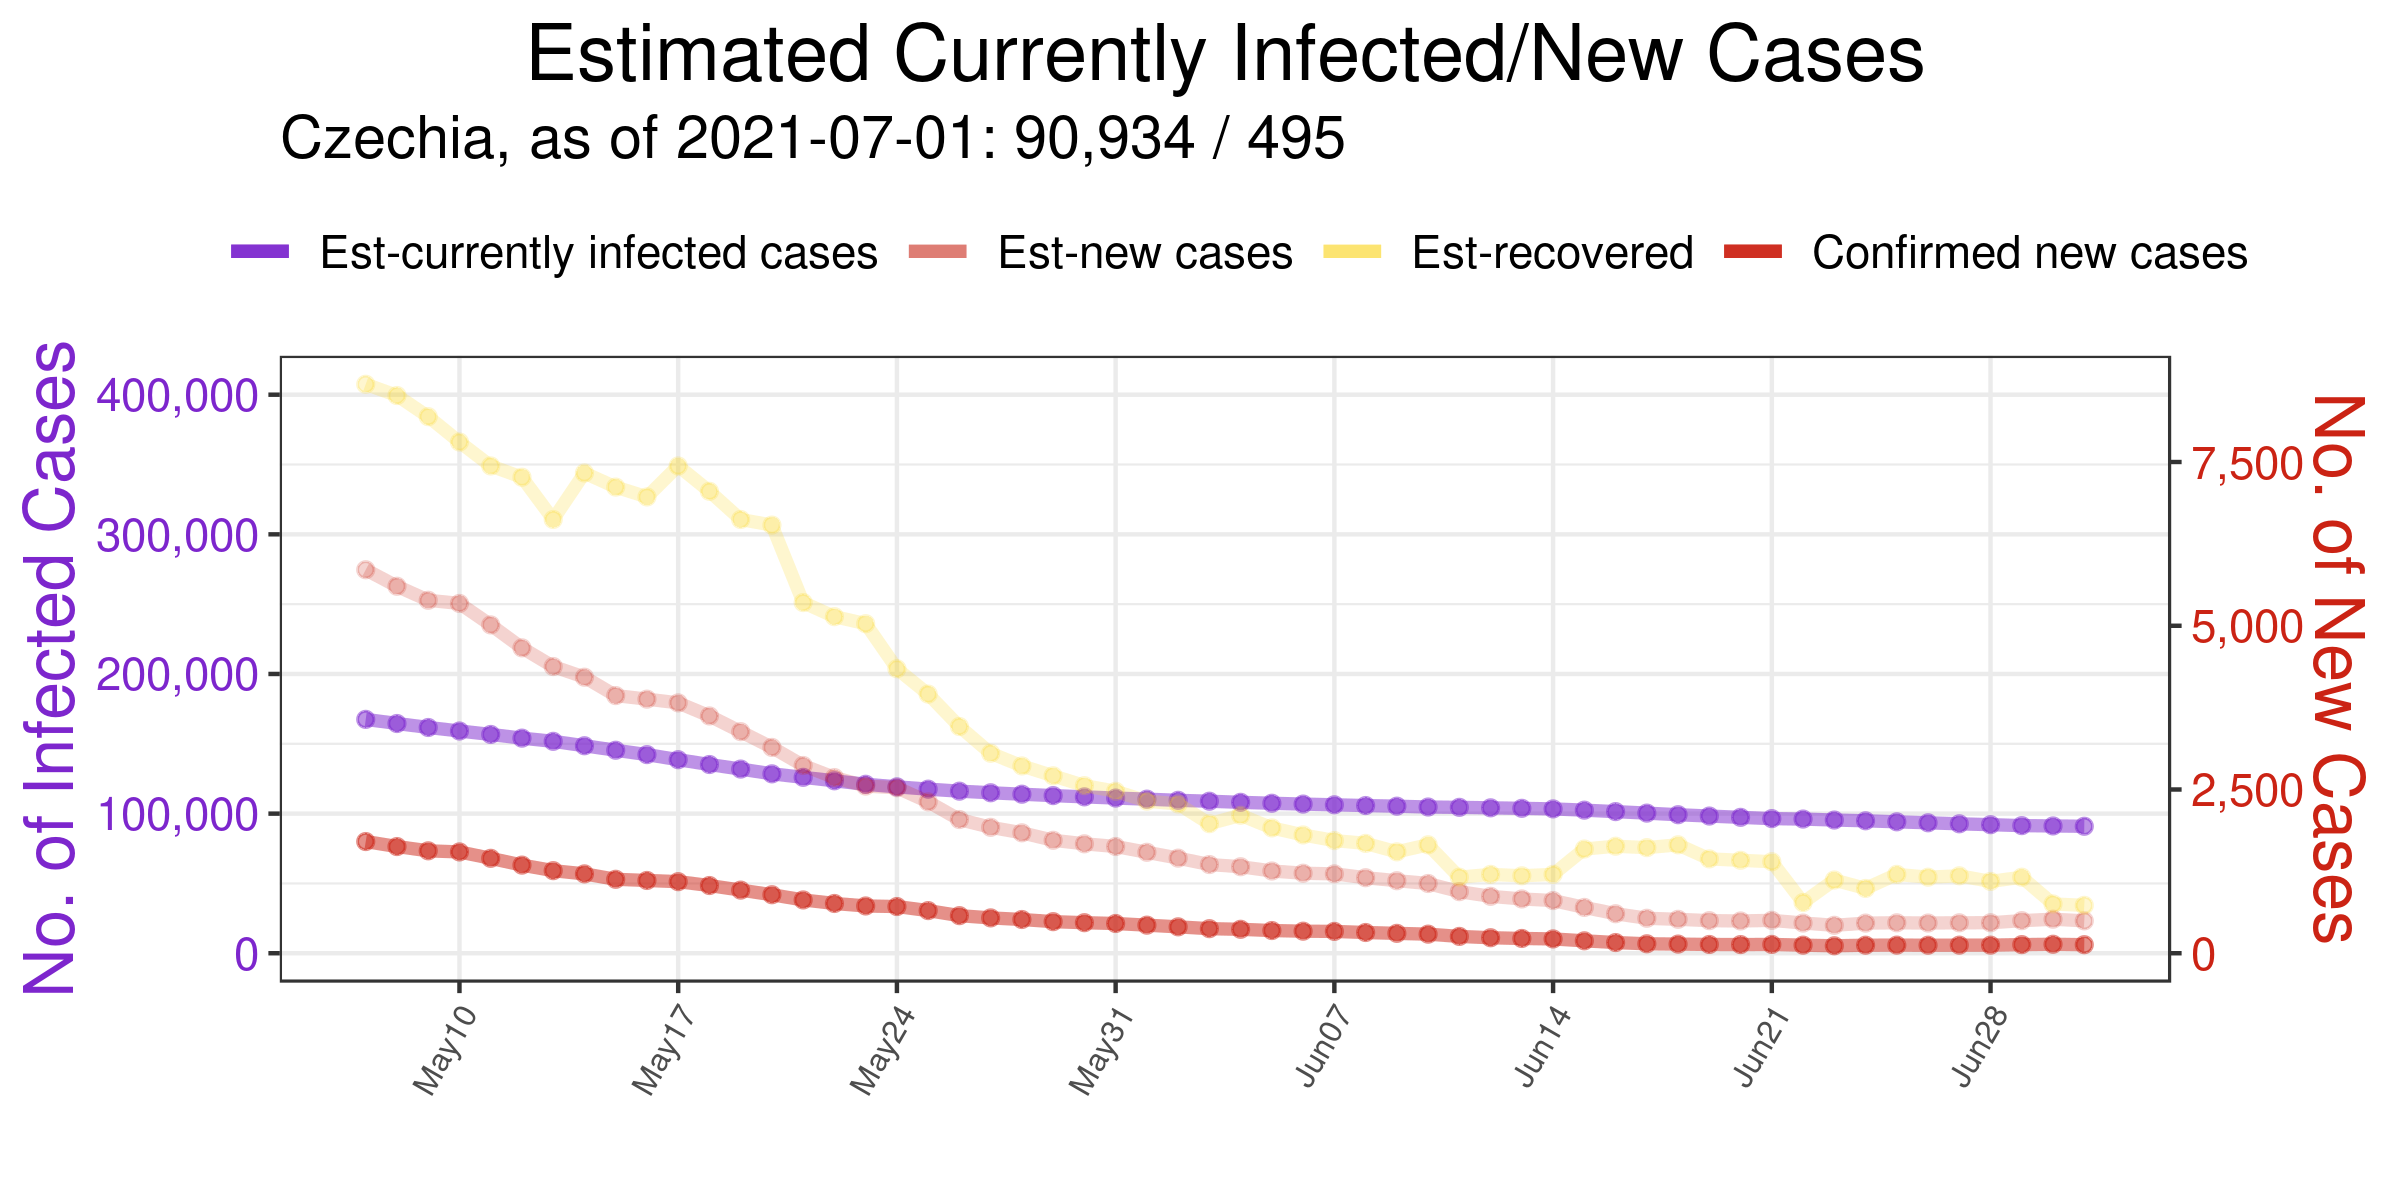 Estimated Currently Infected/New Cases
Czechia, as of 2021-07-01: 90,934 / 495
Est-currently infected cases Est-new cases Est-recovered Confirmed new cases
No. of Infected Cases
400,000
300,000
200,000
100,000
0
7,500
5,000
2,500
0
No. of New Cases
May10 May17 May24 May31 Jun07 Jun14 Jun21 Jun28